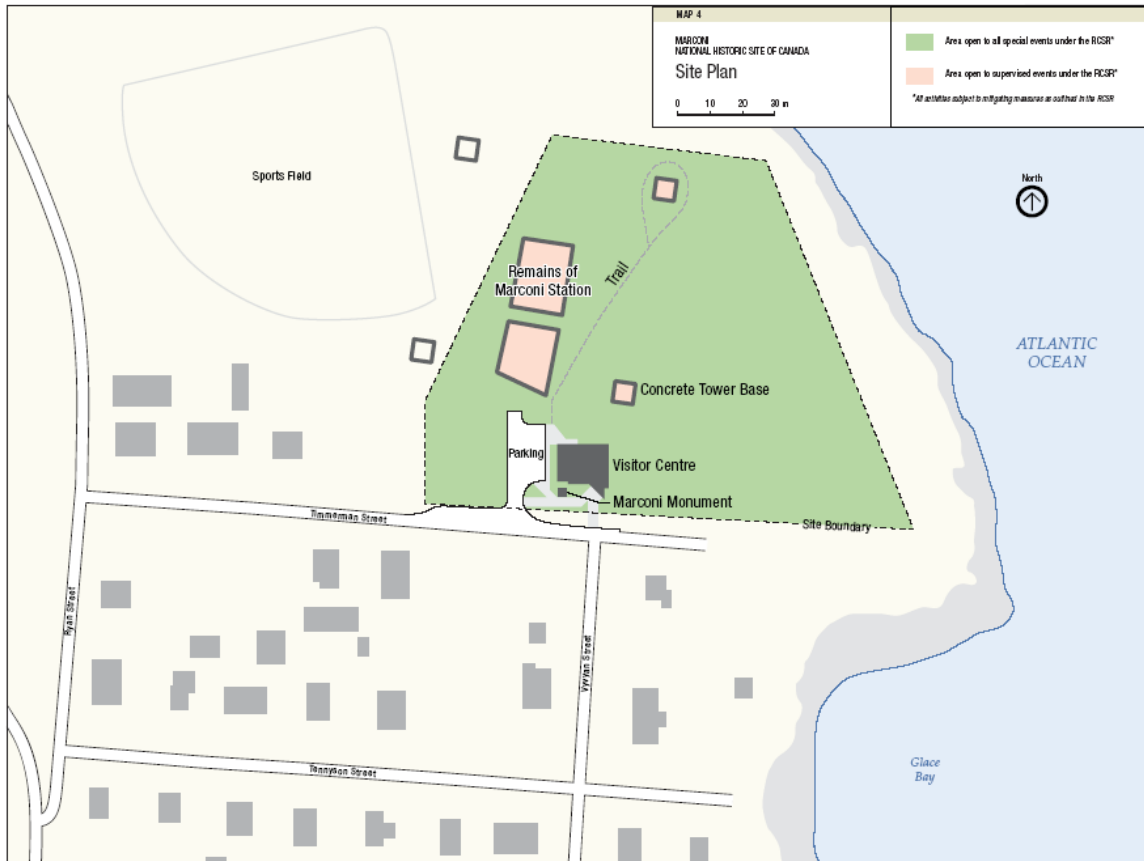 MAP 4
MARCONI
NATIONAL HISTORIC SITE OF CANADA
Site Plan
0 10 20 30 m
Area open to all special events under the RCSR*
Area open to supervised events under the RCSR*
*All activities subject to mitigating measures as outlined in the RCSR
North
Sports Field
Remains of
Marconi Station
Trail
ATLANTIC
OCEAN
Concrete Tower Base
Parking
Visitor Centre
Marconi Monument
Timmerman Street
Site Boundary
Ryan Street
Vyvyan Street
Tennyson Street
Glace
Bay